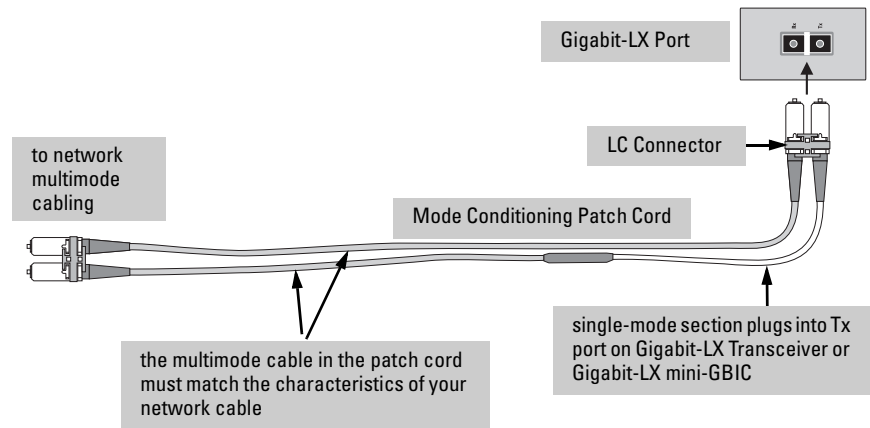 Gigabit-LX Port
LC Connector
to network
multimode
cabling
Mode Conditioning Patch Cord
single-mode section plugs into Tx
port on Gigabit-LX Transceiver or
Gigabit-LX mini-GBIC
the multimode cable in the patch cord
must match the characteristics of your
network cable